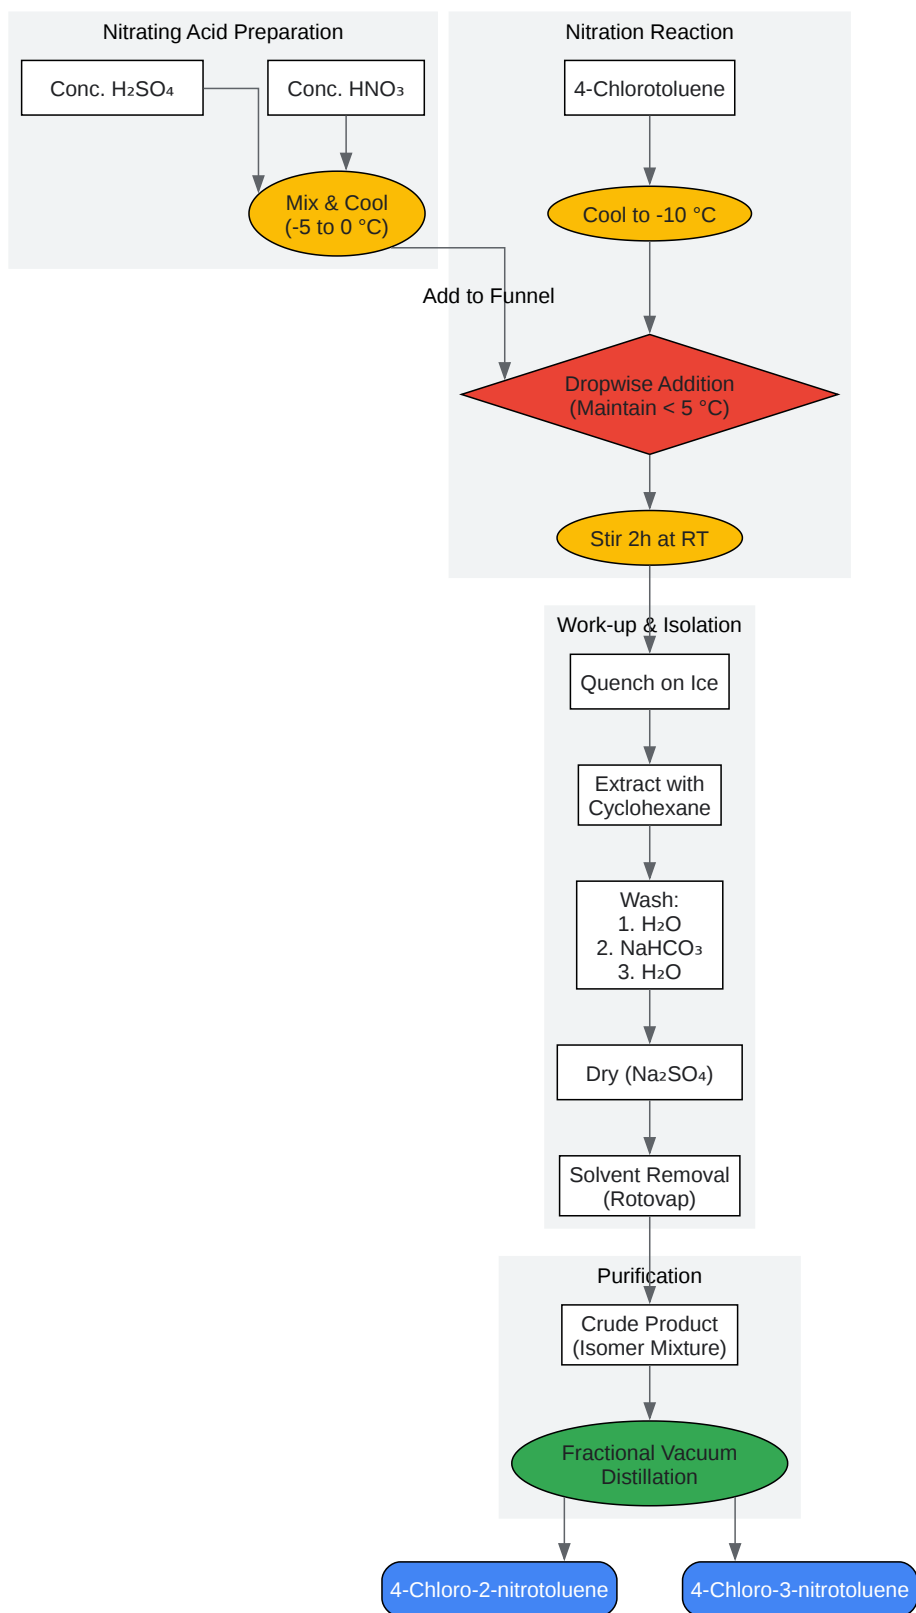 Nitrating Acid Preparation
Conc. H₂SO₄
Conc. HNO₃
Mix & Cool
(-5 to 0 °C)
Add to Funnel
Nitration Reaction
4-Chlorotoluene
Cool to -10 °C
Dropwise Addition
(Maintain < 5 °C)
Stir 2h at RT
Work-up & Isolation
Quench on Ice
Extract with
Cyclohexane
Wash:
1. H₂O
2. NaHCO₃
3. H₂O
Dry (Na₂SO₄)
Solvent Removal
(Rotovap)
Purification
Crude Product
(Isomer Mixture)
Fractional Vacuum
Distillation
4-Chloro-2-nitrotoluene
4-Chloro-3-nitrotoluene